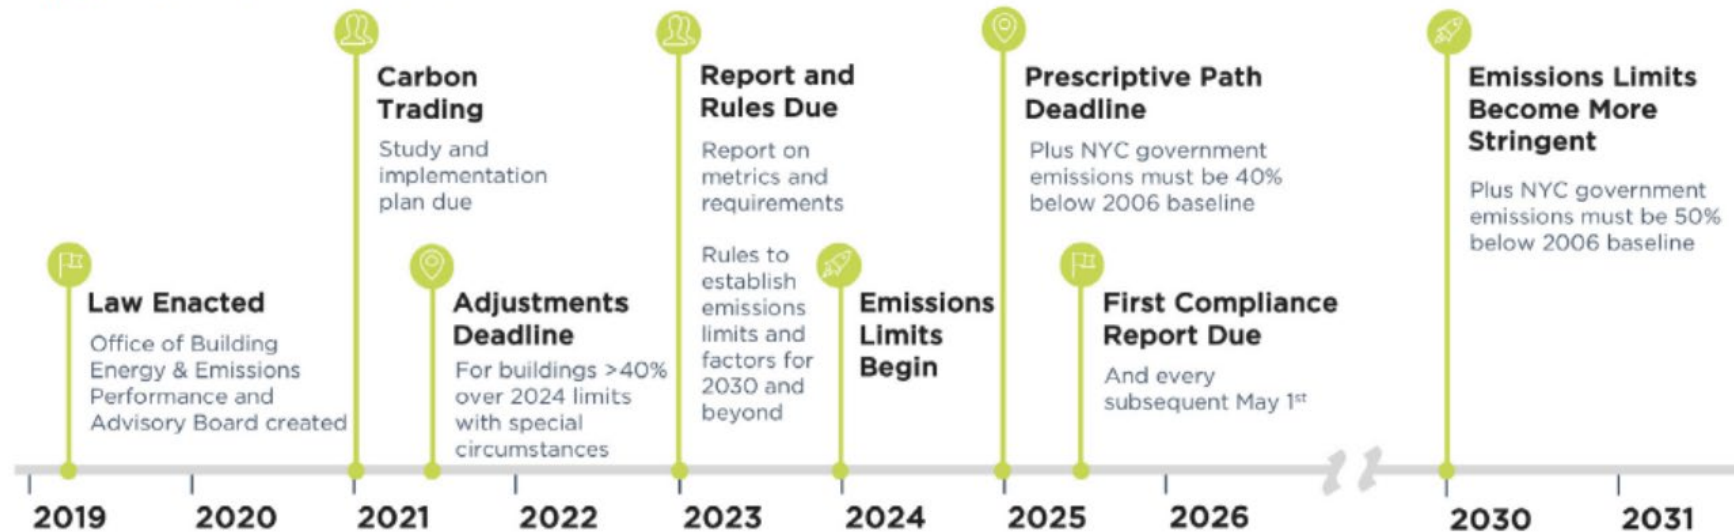 Carbon
Trading
Study and
implementation
plan due
Report and
Rules Due
Report on
metrics and
requirements
Rules to
establish
emissions
limits and
factors for
2030 and
beyond
Prescriptive Path
Deadline
Plus NYC government
emissions must be 40%
below 2006 baseline
Emissions Limits
Become More
Stringent
Plus NYC government
emissions must be 50%
below 2006 baseline
Law Enacted
Office of Building
Energy & Emissions
Performance and
Advisory Board created
Adjustments
Deadline
For buildings >40%
over 2024 limits
with special
circumstances
Emissions
Limits
Begin
First Compliance
Report Due
And every
subsequent May 1st
2019 2020 2021 2022 2023 2024 2025 2026 2030 2031